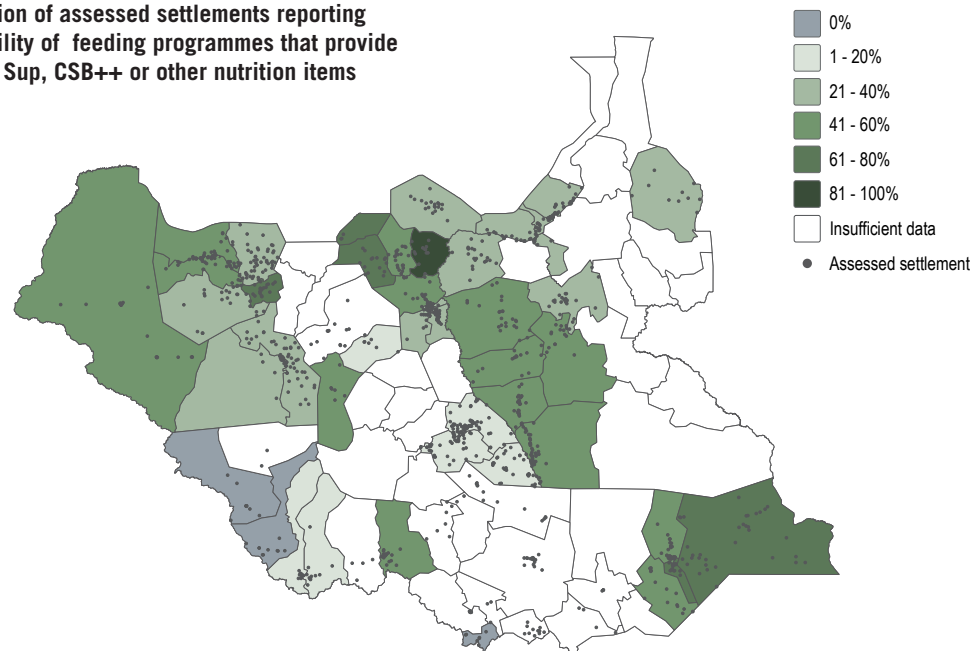 ion of assessed settlements reporting
ility of feeding programmes that provide
Sup, CSB++ or other nutrition items
0%
1 - 20%
21 - 40%
41 - 60%
61 - 80%
81 - 100%
Insufficient data
Assessed settlement